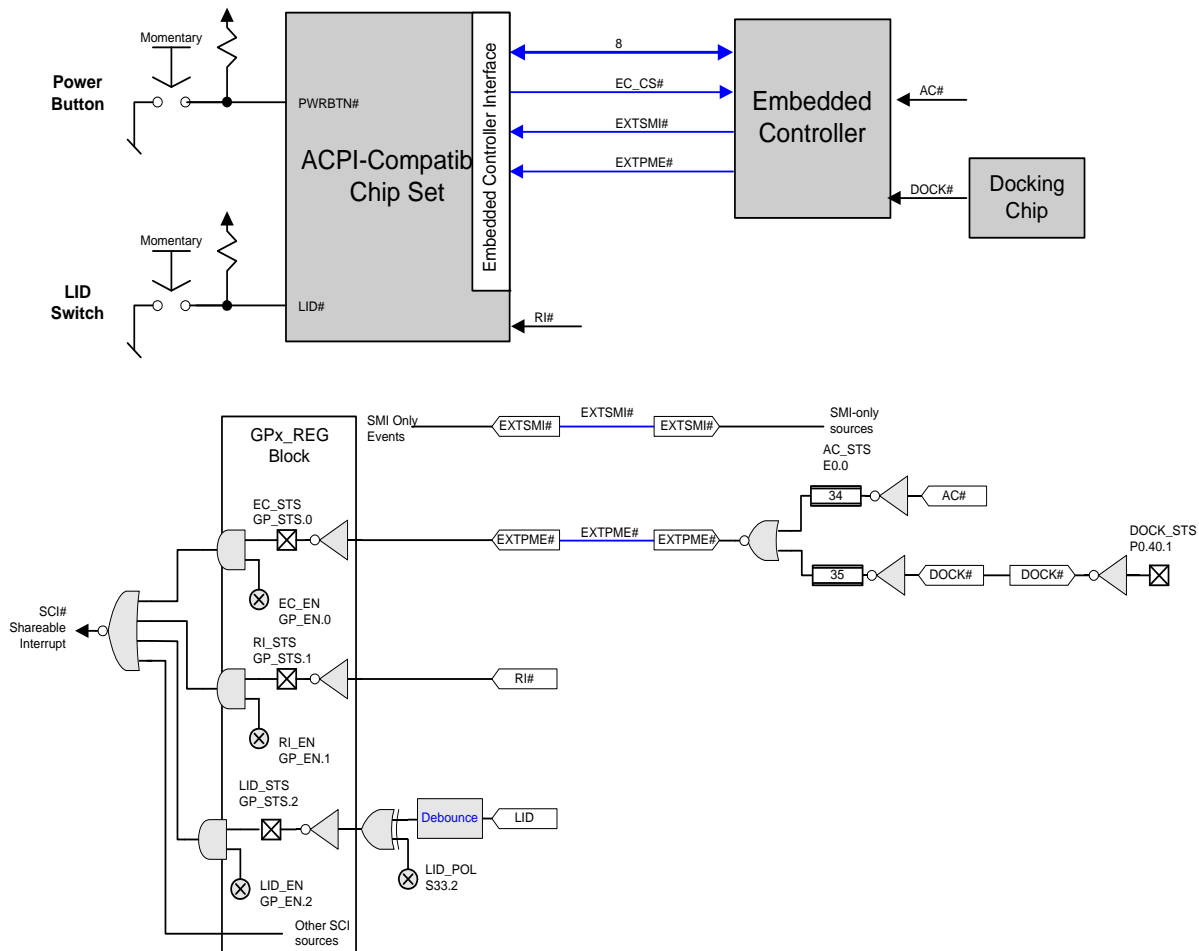 Momentary
Power
Button
PWRBTN#
ACPI-Compatib
Chip Set
Embedded Controller Interface
8
EC_CS#
EXTSMI#
EXTPME#
Embedded
Controller
AC#
DOCK#
Docking
Chip
Momentary
LID
Switch
LID#
RI#
GPx_REG
Block
SMI Only
Events
EXTSMI#
EXTSMI#
EXTSMI#
SMI-only
sources
AC_STS
E0.0
34
AC#
EC_STS
GP_STS.0
EXTPME#
EXTPME#
EXTPME#
DOCK_STS
P0.40.1
35
DOCK#
DOCK#
EC_EN
GP_EN.0
SCI#
Shareable
Interrupt
RI_STS
GP_STS.1
RI#
RI_EN
GP_EN.1
LID_STS
GP_STS.2
Debounce
LID
LID_POL
S33.2
LID_EN
GP_EN.2
Other SCI
sources